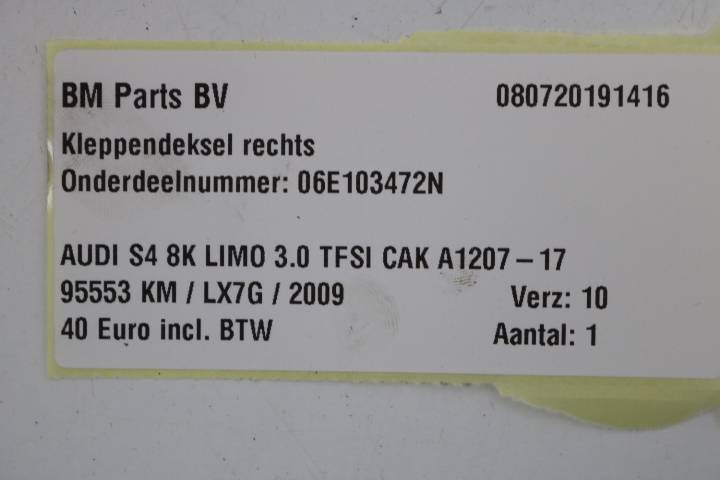 BM Parts BV 080720191416
Kleppendeksel rechts
Onderdeelnummer: 06E103472N
AUDI S4 8K LIMO 3.0 TFSI CAK A1207-17
95553 KM / LX7G / 2009 Verz: 10
40 Euro incl. BTW Aantal: 1